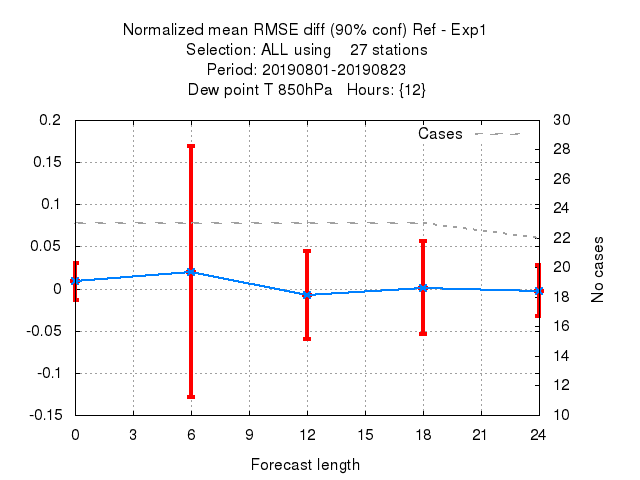 Normalized mean RMSE diff (90% conf) Ref - Exp1
Selection: ALL using    27 stations
Period: 20190801-20190823
Dew point T 850hPa   Hours: {12}
Cases
0.2
0.15
0.1
0.05
0
-0.05
-0.1
-0.15
30
28
26
24
22
20
18
16
14
12
10
No cases
0 3 6 9 12 15 18 21 24
Forecast length